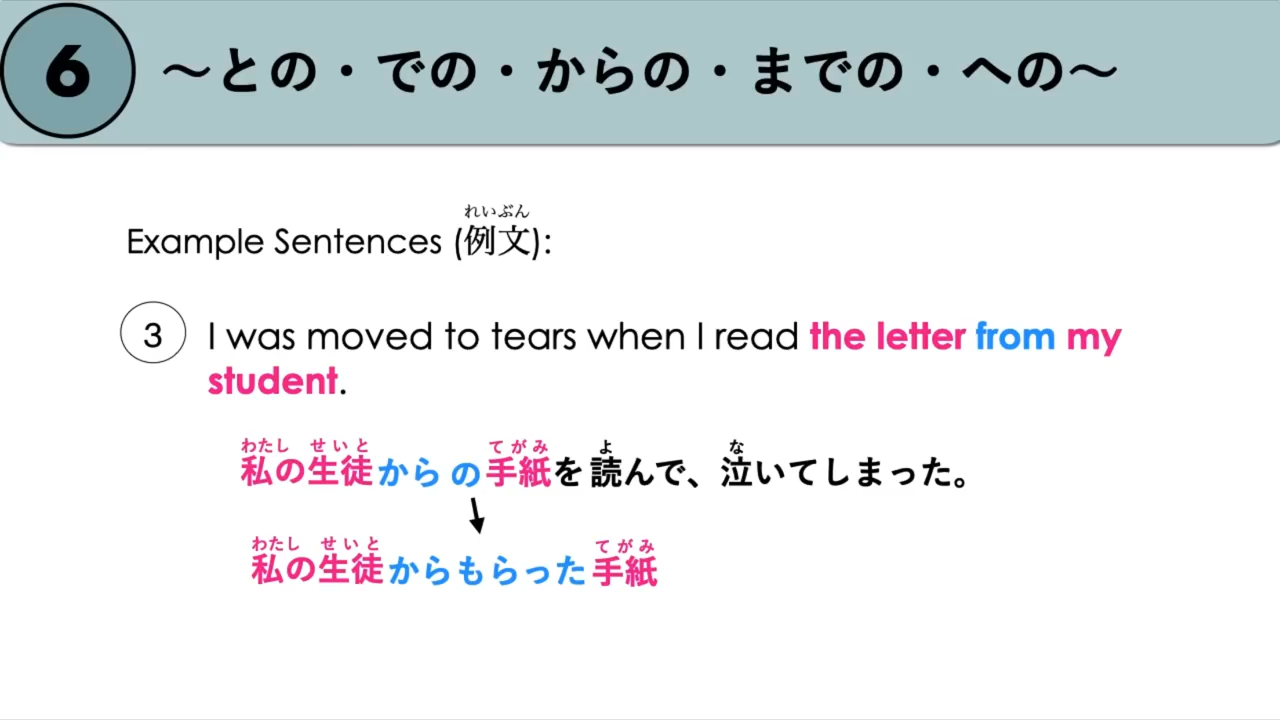 6 〜との・での・からの・までの・への〜
れいぶん
Example Sentences (例文):
3 I was moved to tears when I read the letter from my
student.
わたし せいと てがみ よ な
私の生徒からの手紙を読んで、泣いてしまった。
わたし せいと てがみ
私の生徒からもらった手紙